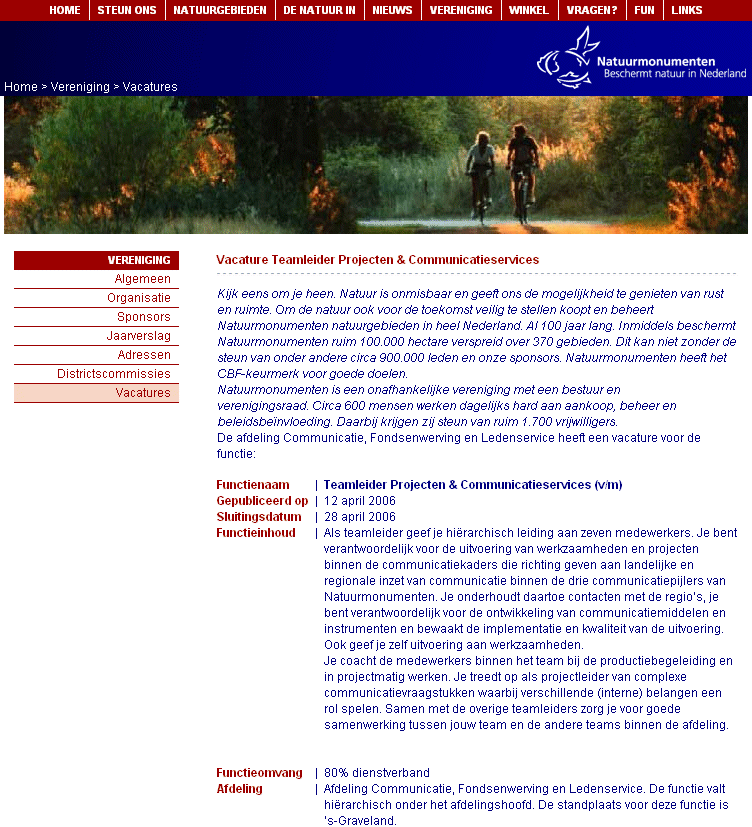 HOME STEUN ONS NATUURGEBIEDEN DE NATUUR IN NIEUWS VERENIGING WINKEL VRAGEN? FUN LINKS
Natuurmonumenten
Beschermt natuur in Nederland
Home > Vereniging > Vacatures
VERENIGING
Algemeen
Organisatie
Sponsors
Jaarverslag
Adressen
Districtscommissies
Vacatures
Vacature Teamleider Projecten & Communicatieservices
Kijk eens om je heen. Natuur is onmisbaar en geeft ons de mogelijkheid te genieten van rust
en ruimte. Om de natuur ook voor de toekomst veilig te stellen koopt en beheert
Natuurmonumenten natuurgebieden in heel Nederland. Al 100 jaar lang. Inmiddels beschermt
Natuurmonumenten ruim 100.000 hectare verspreid over 370 gebieden. Dit kan niet zonder de
steun van onder andere circa 900.000 leden en onze sponsors. Natuurmonumenten heeft het
CBF-keurmerk voor goede doelen.
Natuurmonumenten is een onafhankelijke vereniging met een bestuur en
verenigingsraad. Circa 600 mensen werken dagelijks hard aan aankoop, beheer en
beleidsbeïnvloeding. Daarbij krijgen zij steun van ruim 1.700 vrijwilligers.
De afdeling Communicatie, Fondsenwerving en Ledenservice heeft een vacature voor de
functie:
Functienaam | Teamleider Projecten & Communicatieservices (v/m)
Gepubliceerd op | 12 april 2006
Sluitingsdatum | 28 april 2006
Functieinhoud | Als teamleider geef je hiërarchisch leiding aan zeven medewerkers. Je bent
verantwoordelijk voor de uitvoering van werkzaamheden en projecten
binnen de communicatiekaders die richting geven aan landelijke en
regionale inzet van communicatie binnen de drie communicatiepijlers van
Natuurmonumenten. Je onderhoudt daartoe contacten met de regio's, je
bent verantwoordelijk voor de ontwikkeling van communicatiemiddelen en
instrumenten en bewaakt de implementatie en kwaliteit van de uitvoering.
Ook geef je zelf uitvoering aan werkzaamheden.
Je coacht de medewerkers binnen het team bij de productiebegeleiding en
in projectmatig werken. Je treedt op als projectleider van complexe
communicatievraagstukken waarbij verschillende (interne) belangen een
rol spelen. Samen met de overige teamleiders zorg je voor goede
samenwerking tussen jouw team en de andere teams binnen de afdeling.
Functieomvang | 80% dienstverband
Afdeling | Afdeling Communicatie, Fondsenwerving en Ledenservice. De functie valt
hiërarchisch onder het afdelingshoofd. De standplaats voor deze functie is
's-Graveland.